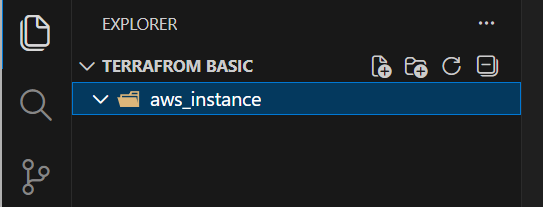 EXPLORER
TERRAFROM BASIC
aws_instance